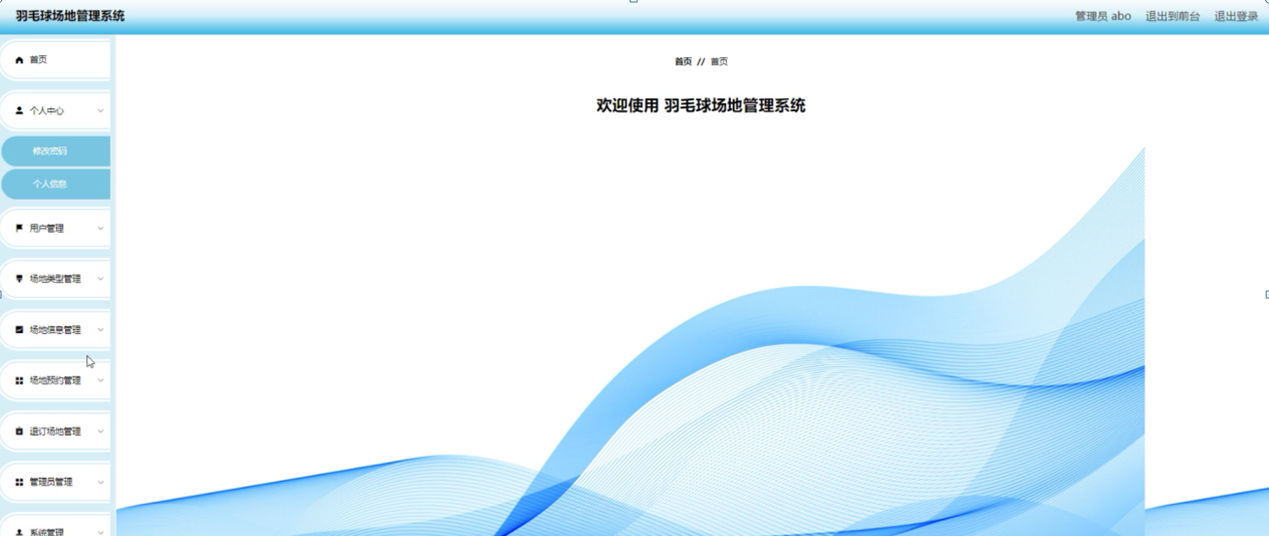 羽毛球场地管理系统
管理员 abo 退出到前台 退出登录
首页
首页 // 首页
欢迎使用 羽毛球场地管理系统
个人中心
修改密码
个人信息
用户管理
场地类型管理
场地信息管理
场地预约管理
退订场地管理
管理员管理
系统管理